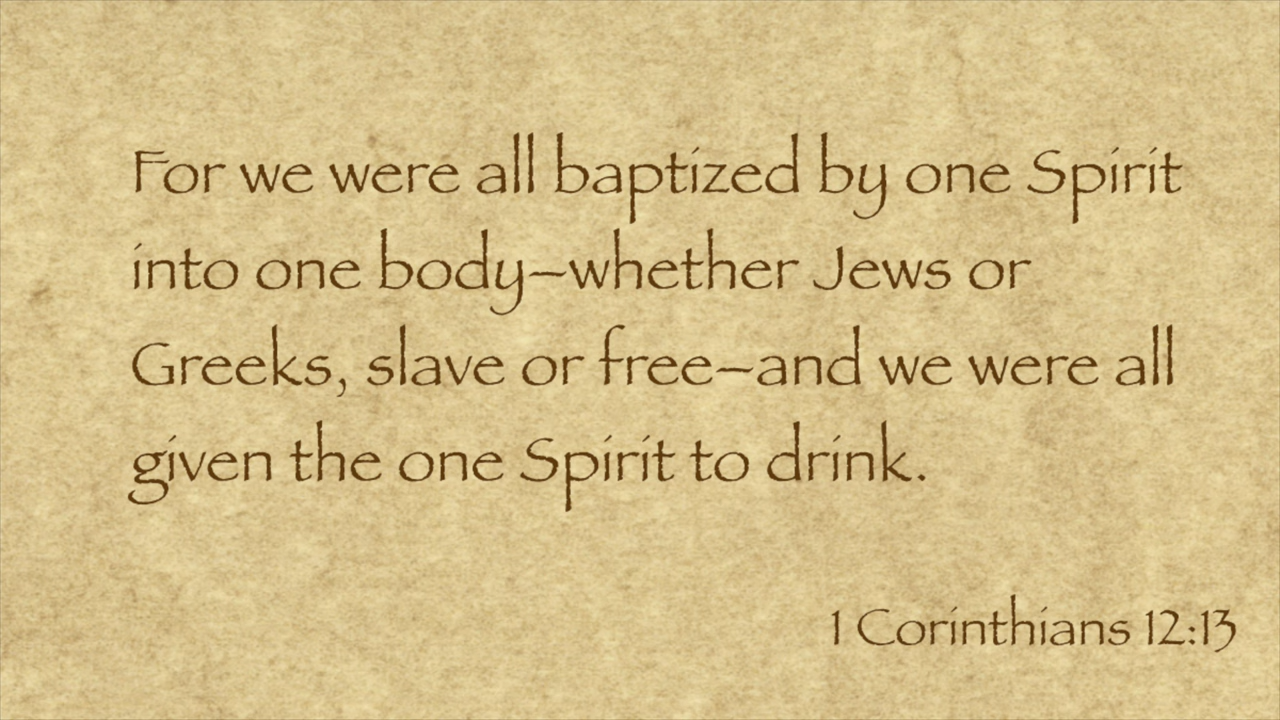 For we were all baptized by one Spirit
into one body–whether Jews or
Greeks, slave or free–and we were all
given the one Spirit to drink.
1 Corinthians 12:13